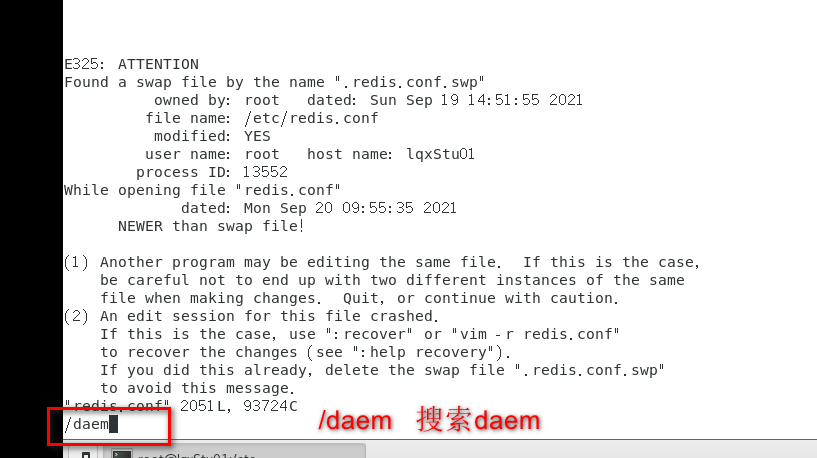 E325: ATTENTION
Found a swap file by the name ".redis.conf.swp"
owned by: root   dated: Sun Sep 19 14:51:55 2021
file name: /etc/redis.conf
modified: YES
user name: root   host name: lqxStu01
process ID: 13552
While opening file "redis.conf"
dated: Mon Sep 20 09:55:35 2021
NEWER than swap file!
(1) Another program may be editing the same file.  If this is the case,
be careful not to end up with two different instances of the same
file when making changes.  Quit, or continue with caution.
(2) An edit session for this file crashed.
If this is the case, use ":recover" or "vim -r redis.conf"
to recover the changes (see ":help recovery").
If you did this already, delete the swap file ".redis.conf.swp"
to avoid this message.
"redis.conf" 2051L, 93724C
/daem
/daem   搜索daem